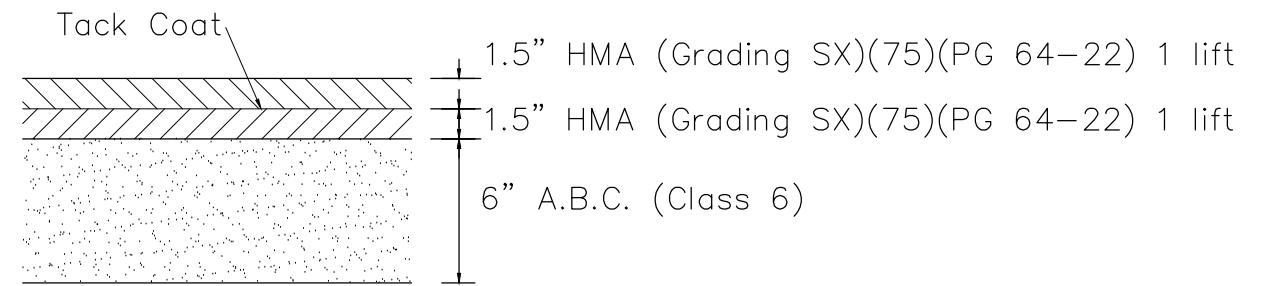 Tack Coat
1.5” HMA (Grading SX)(75)(PG 64–22) 1 lift
1.5” HMA (Grading SX)(75)(PG 64–22) 1 lift
6” A.B.C. (Class 6)